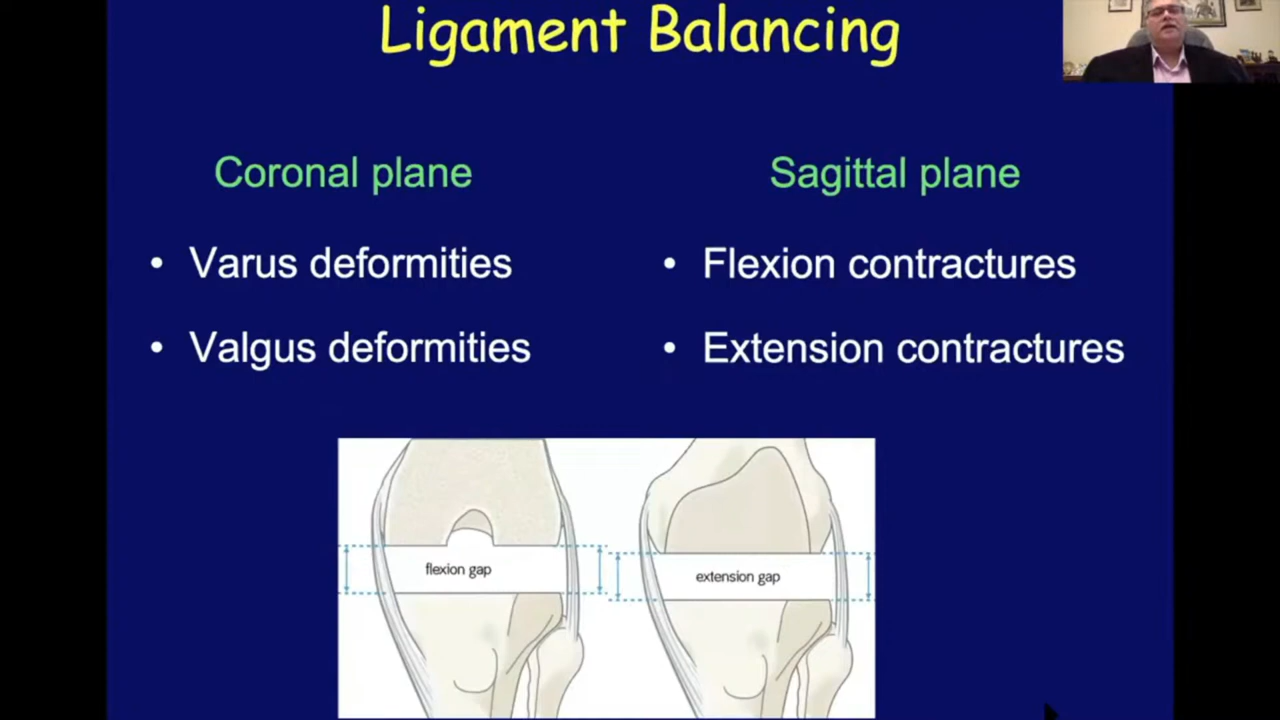 Ligament Balancing
Coronal plane
• Varus deformities
• Valgus deformities
Sagittal plane
• Flexion contractures
• Extension contractures
flexion gap
extension gap